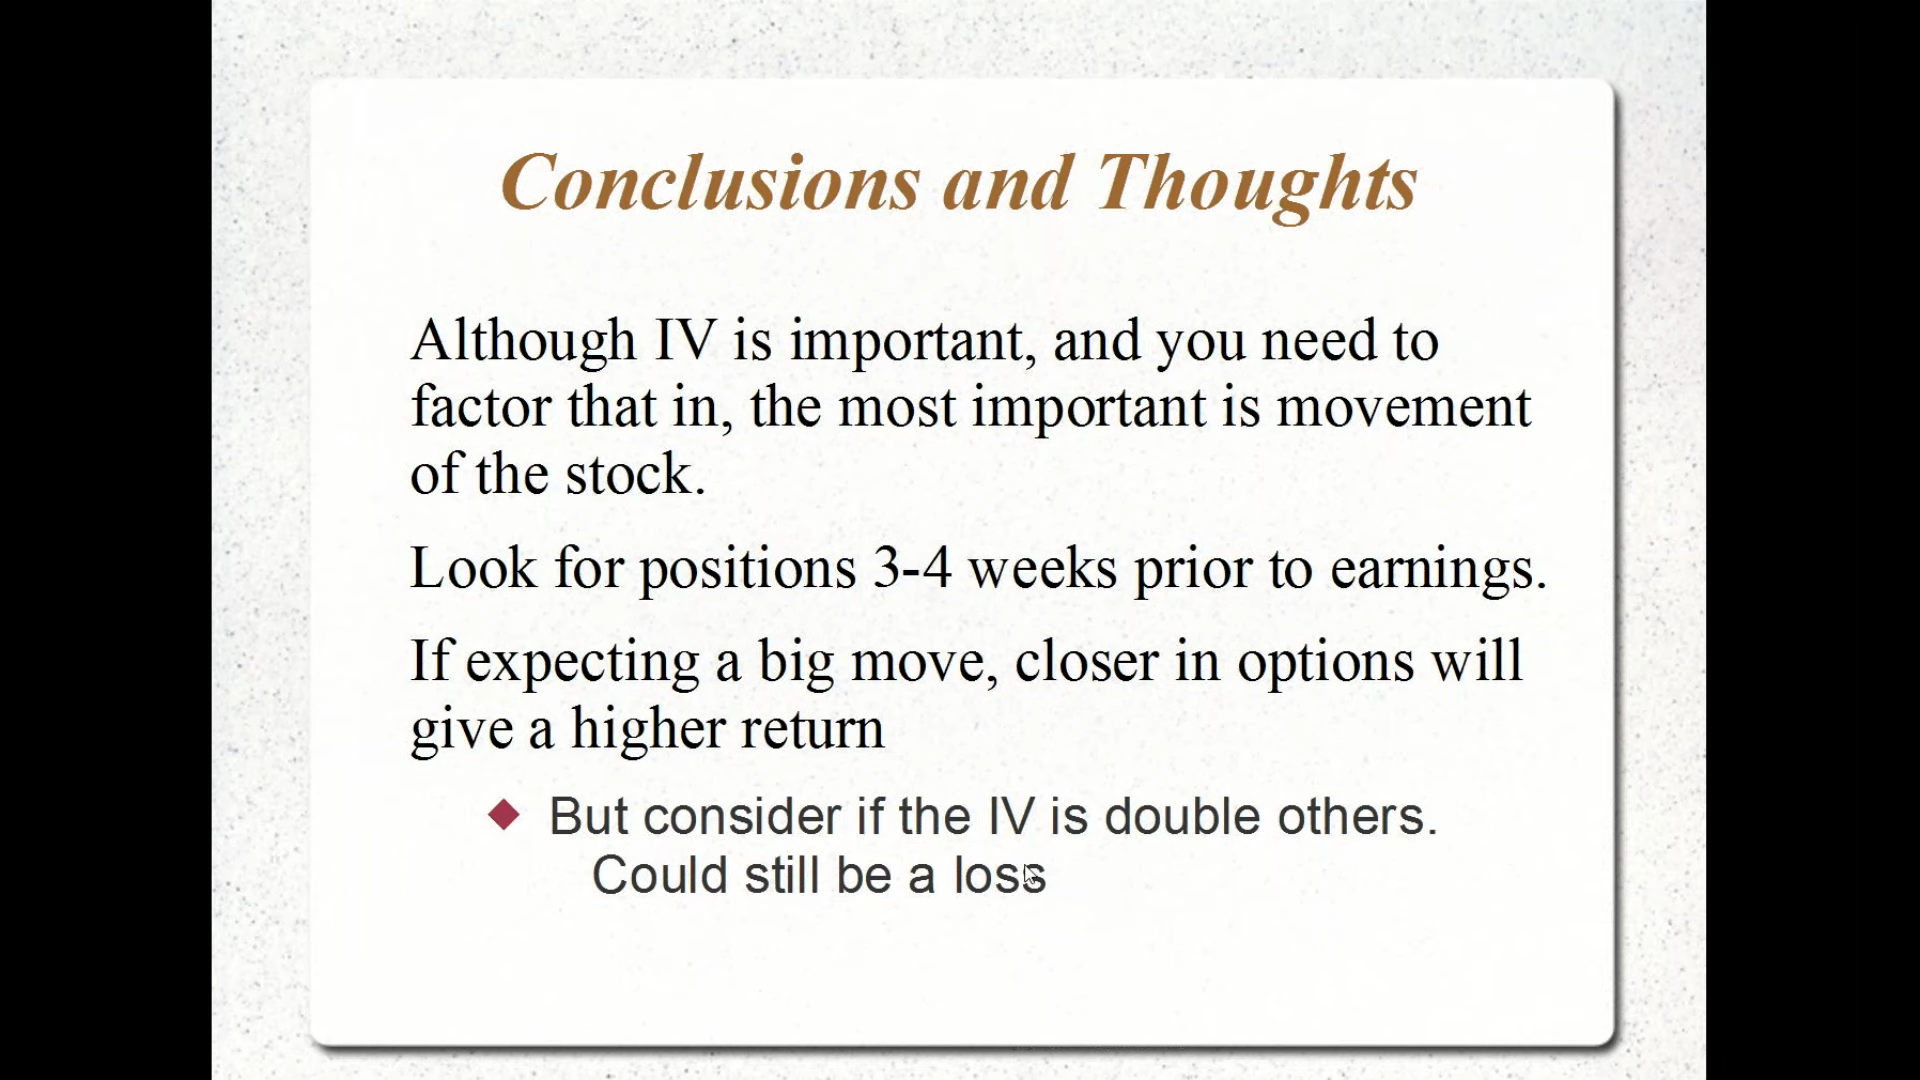 Conclusions and Thoughts
Although IV is important, and you need to
factor that in, the most important is movement
of the stock.
Look for positions 3-4 weeks prior to earnings.
If expecting a big move, closer in options will
give a higher return
But consider if the IV is double others.
Could still be a loss